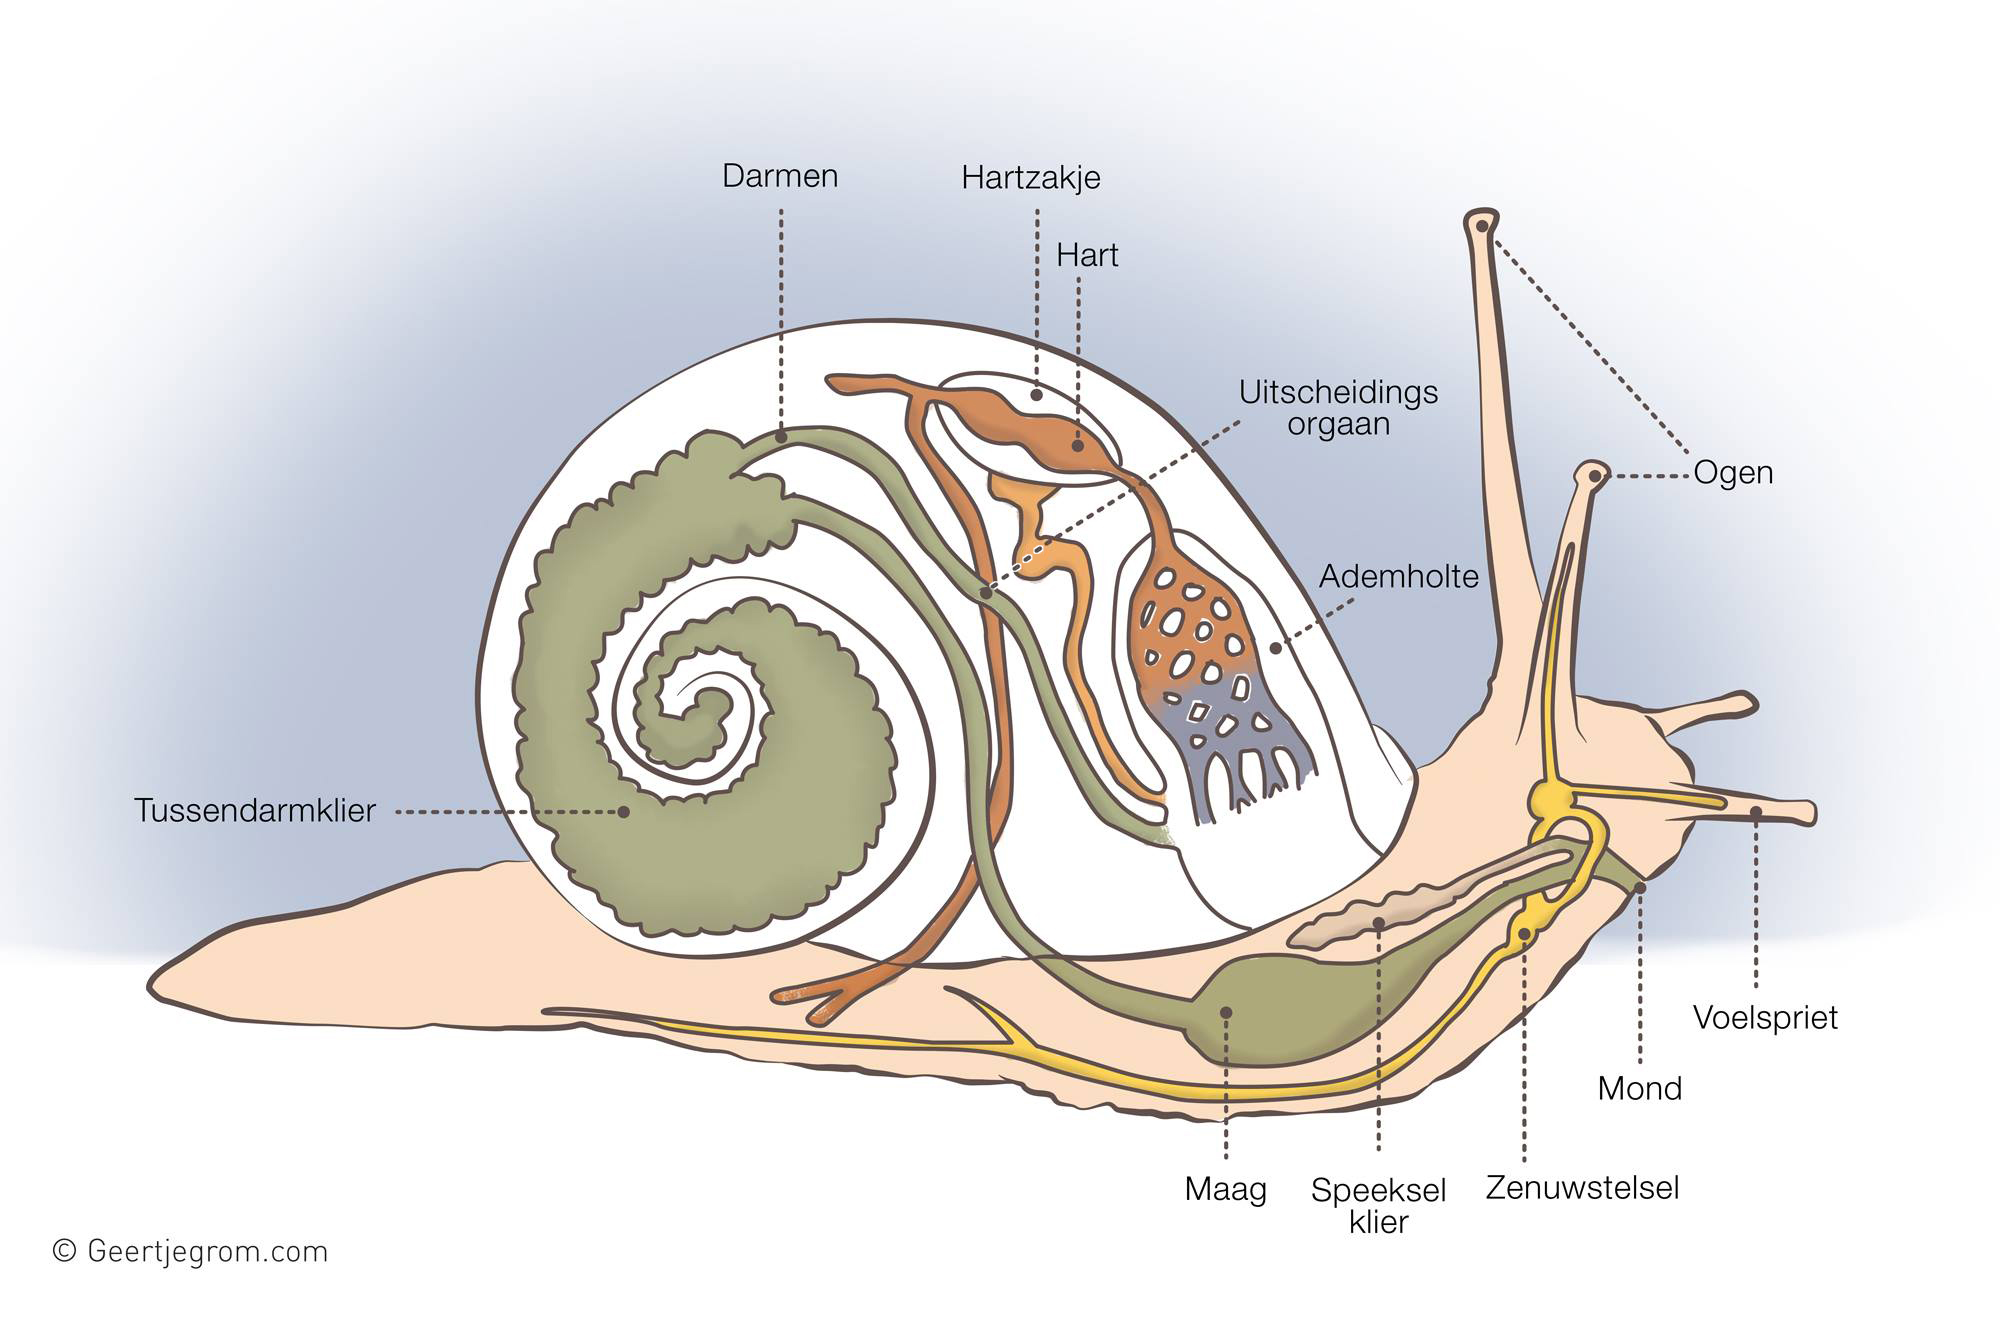 Darmen
Hartzakje
Hart
Uitscheidings
orgaan
Ogen
Ademholte
Tussendarmklier
Voelspriet
Mond
Maag
Speeksel
klier
Zenuwstelsel
© Geertjegrom.com